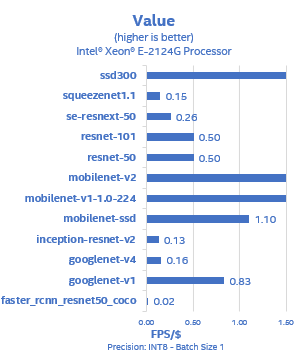 Value
(higher is better)
Intel® Xeon® E-2124G Processor
ssd300
squeezenet1.1 0.15
se-resnext-50 0.26
resnet-101 0.50
resnet-50 0.50
mobilenet-v2
mobilenet-v1-1.0-224
mobilenet-ssd 1.10
inception-resnet-v2 0.13
googlenet-v4 0.16
googlenet-v1 0.83
faster_rcnn_resnet50_coco 0.02
0.00 0.50 1.00 1.50
FPS/$
Precision: INT8 - Batch Size 1